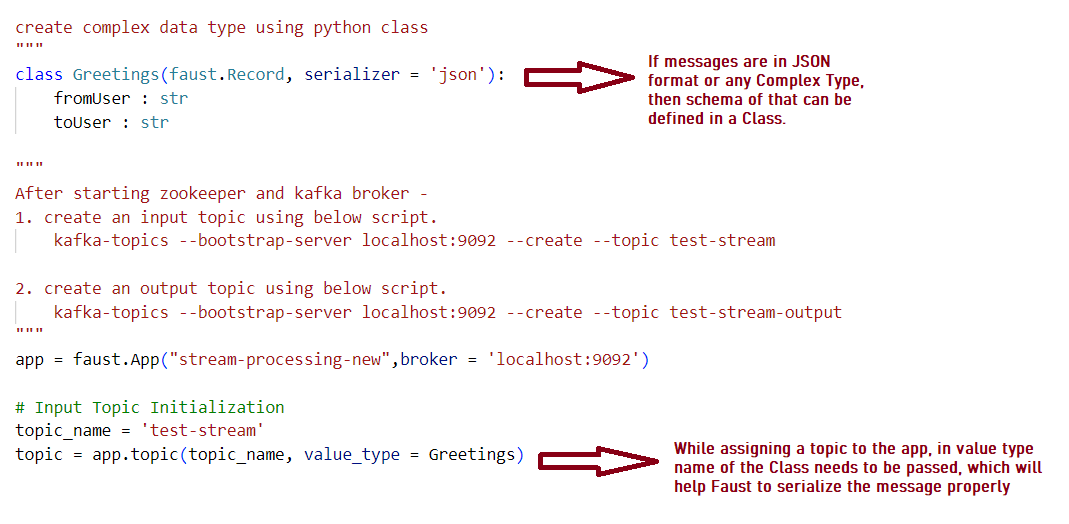 create complex data type using python class
"""
class Greetings(faust.Record, serializer = 'json'):
fromUser : str
toUser : str
If messages are in JSON
format or any Complex Type,
then schema of that can be
defined in a Class.
"""
After starting zookeeper and kafka broker -
1. create an input topic using below script.
kafka-topics --bootstrap-server localhost:9092 --create --topic test-stream
2. create an output topic using below script.
kafka-topics --bootstrap-server localhost:9092 --create --topic test-stream-output
"""
app = faust.App("stream-processing-new",broker = 'localhost:9092')
# Input Topic Initialization
topic_name = 'test-stream'
topic = app.topic(topic_name, value_type = Greetings)
While assigning a topic to the app, in value type
name of the Class needs to be passed, which will
help Faust to serialize the message properly